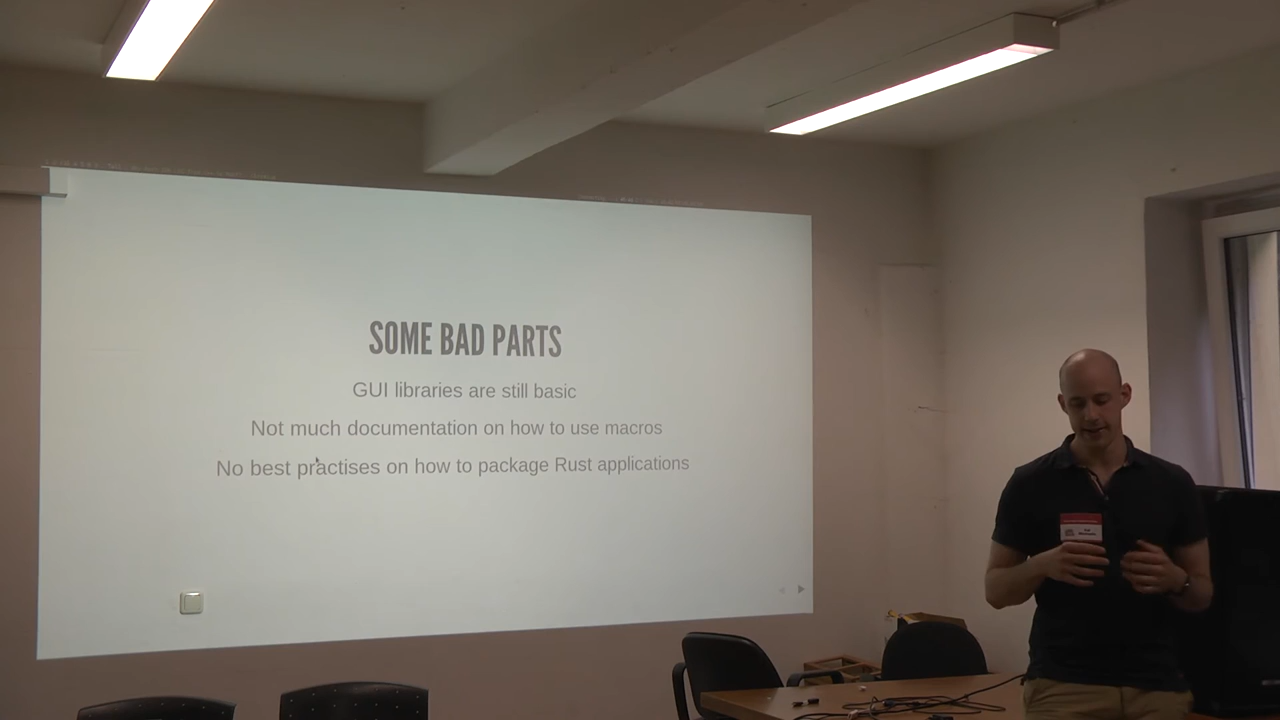 SOME BAD PARTS
GUI libraries are still basic
Not much documentation on how to use macros
No best practises on how to package Rust applications